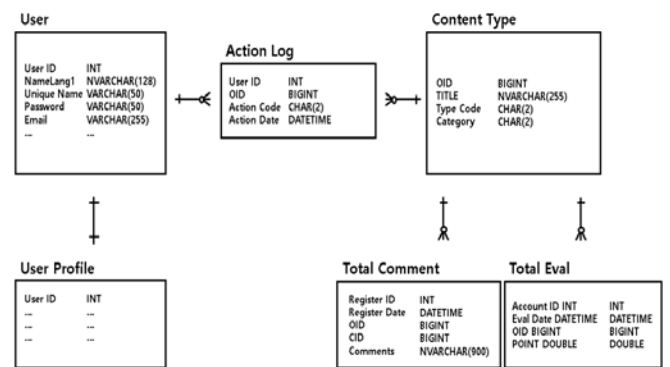 User
User ID INT
NameLang1 NVARCHAR(128)
Unique Name VARCHAR(50)
Password VARCHAR(50)
Email VARCHAR(255)
... ...
Action Log
User ID INT
OID BIGINT
Action Code CHAR(2)
Action Date DATETIME
Content Type
OID BIGINT
TITLE NVARCHAR(255)
Type Code CHAR(2)
Category CHAR(2)
User Profile
User ID INT
... ...
... ...
... ...
Total Comment
Register ID INT
Register Date DATETIME
OID BIGINT
CID BIGINT
Comments NVARCHAR(900)
Total Eval
Account ID INT INT
Eval Date DATETIME DATETIME
OID BIGINT BIGINT
POINT DOUBLE DOUBLE